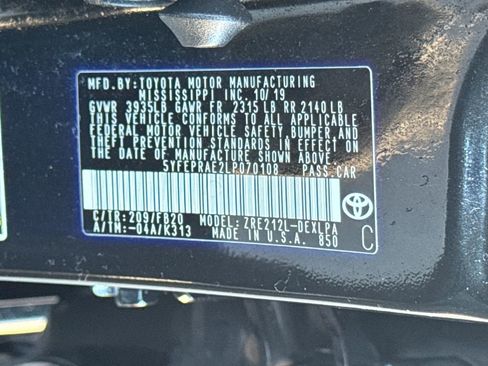 MFD.BY:TOYOTA MOTOR MANUFACTURING
MISSISSIPPI INC. 10/19
GVWR 3935LB GAWR FR 2315 LB RR 2140 LB
THIS VEHICLE CONFORMS TO ALL APPLICABLE
FEDERAL MOTOR VEHICLE SAFETY, BUMPER, AND
THEFT PREVENTION STANDARDS IN EFFECT ON
THE DATE OF MANUFACTURE SHOWN ABOVE.
5YFEPRAE2LP070108 PASS CAR
C/TR:209/FB20 MODEL:ZRE212L-DEXLPA
A/TM:-04A/K313 MADE IN U.S.A. 850
C